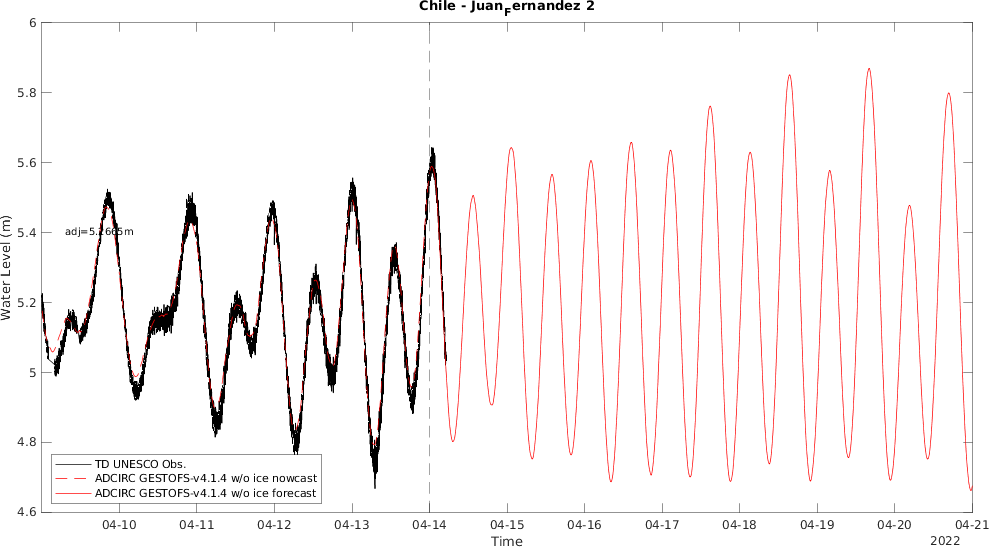 Chile - Juan_Fernandez 2
6
5.8
5.6
5.4
5.2
5
4.8
4.6
Water Level (m)
adj=5.1665m
TD UNESCO Obs.
ADCIRC GESTOFS-v4.1.4 w/o ice nowcast
ADCIRC GESTOFS-v4.1.4 w/o ice forecast
04-10 04-11 04-12 04-13 04-14 04-15 04-16 04-17 04-18 04-19 04-20 04-21
Time
2022